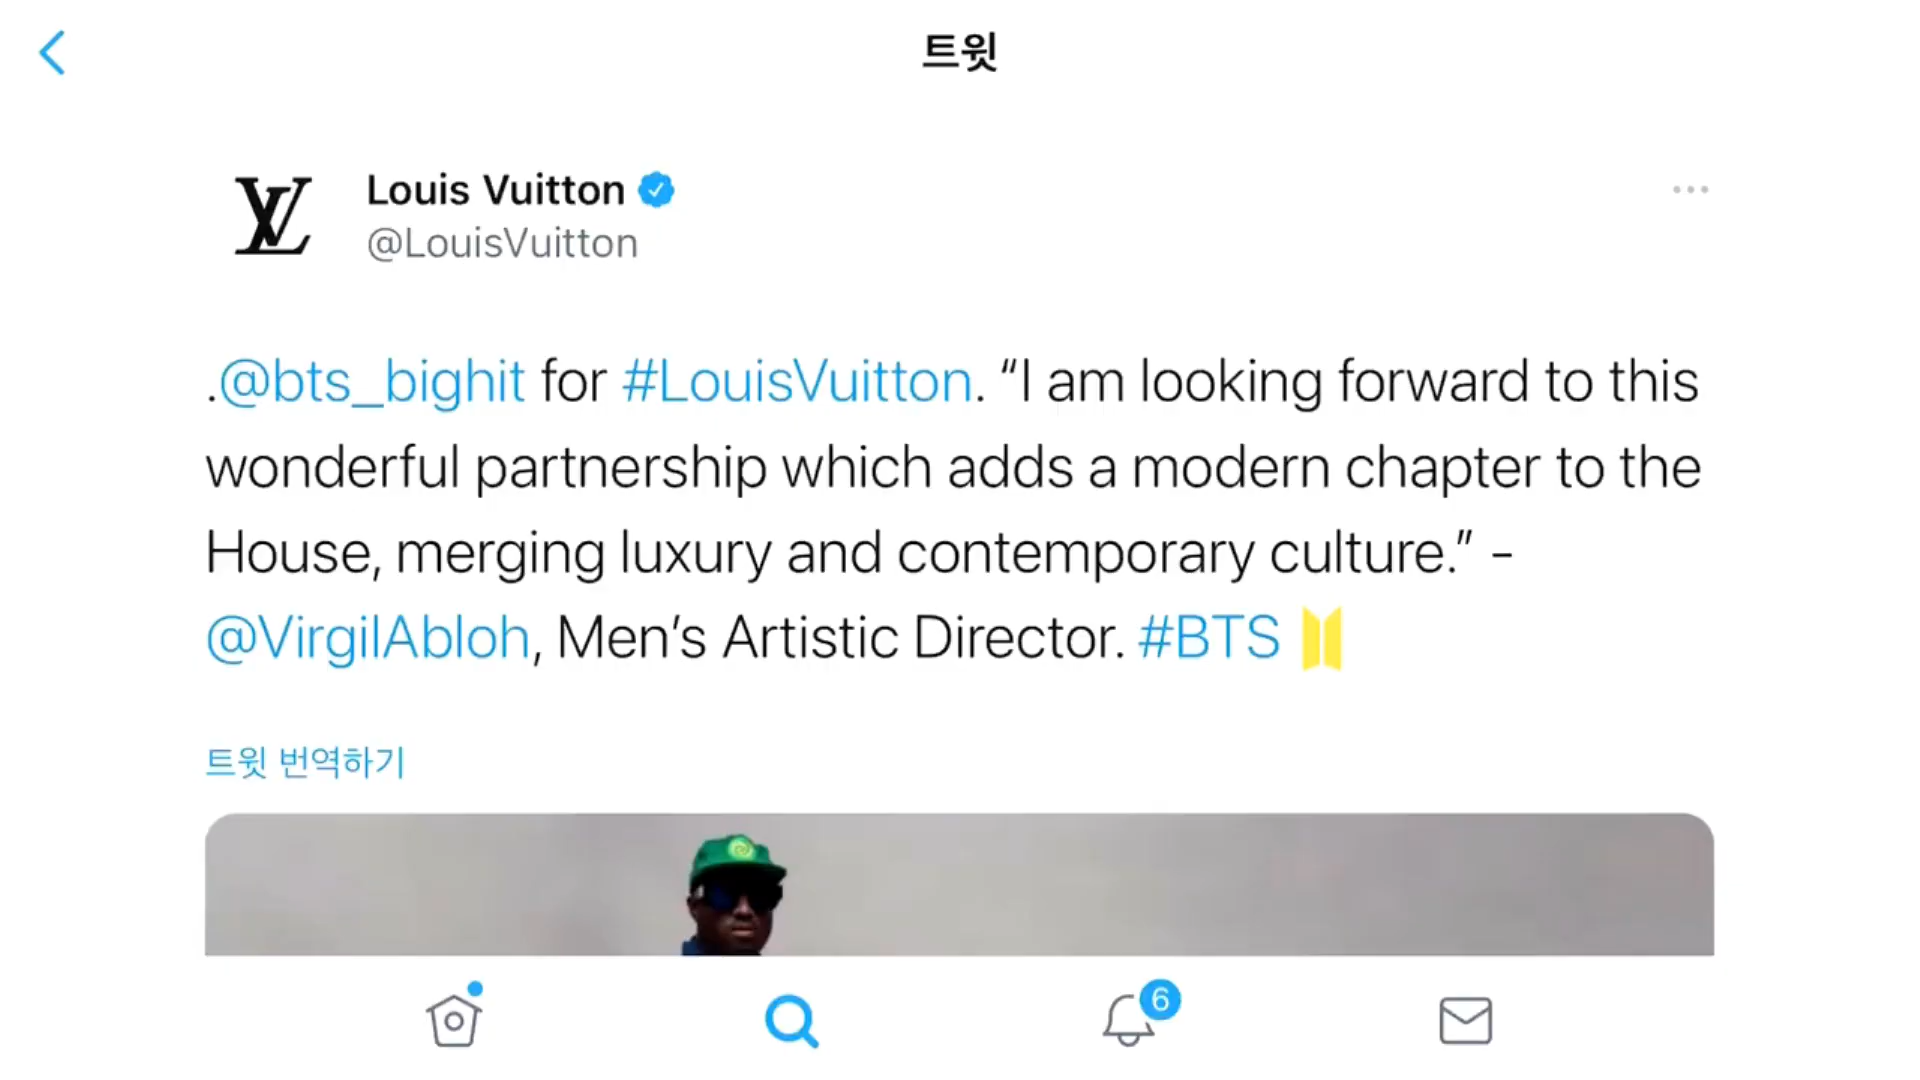 트윗
Louis Vuitton
@LouisVuitton
.@bts_bighit for #LouisVuitton. “I am looking forward to this
wonderful partnership which adds a modern chapter to the
House, merging luxury and contemporary culture.” -
@VirgilAbloh, Men’s Artistic Director. #BTS
트윗 번역하기
6